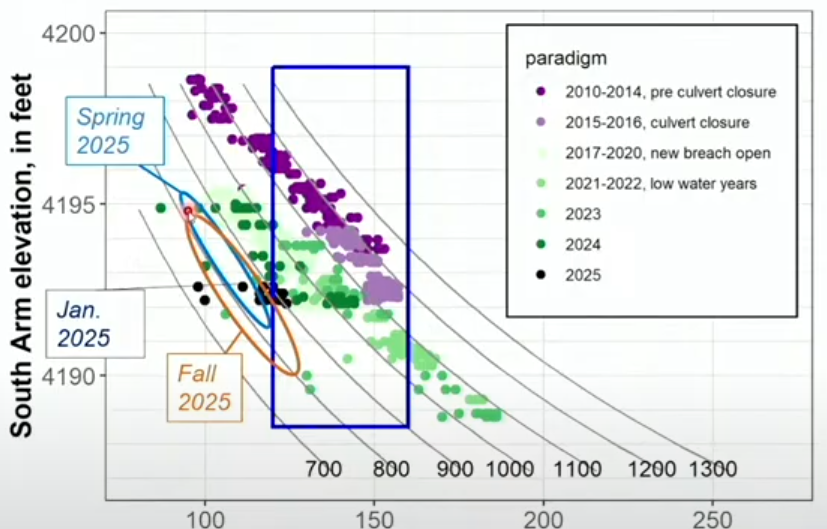 4200
4195
4190
South Arm elevation, in feet
Spring
2025
Jan.
2025
Fall
2025
paradigm
2010-2014, pre culvert closure
2015-2016, culvert closure
2017-2020, new breach open
2021-2022, low water years
2023
2024
2025
700 800 900 1000 1100 1200 1300
100 150 200 250